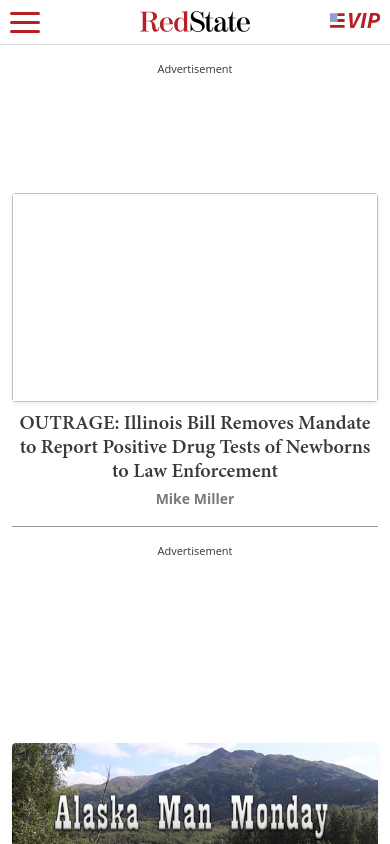 RedState
VIP
Advertisement
OUTRAGE: Illinois Bill Removes Mandate
to Report Positive Drug Tests of Newborns
to Law Enforcement
Mike Miller
Advertisement
Alaska Man Monday